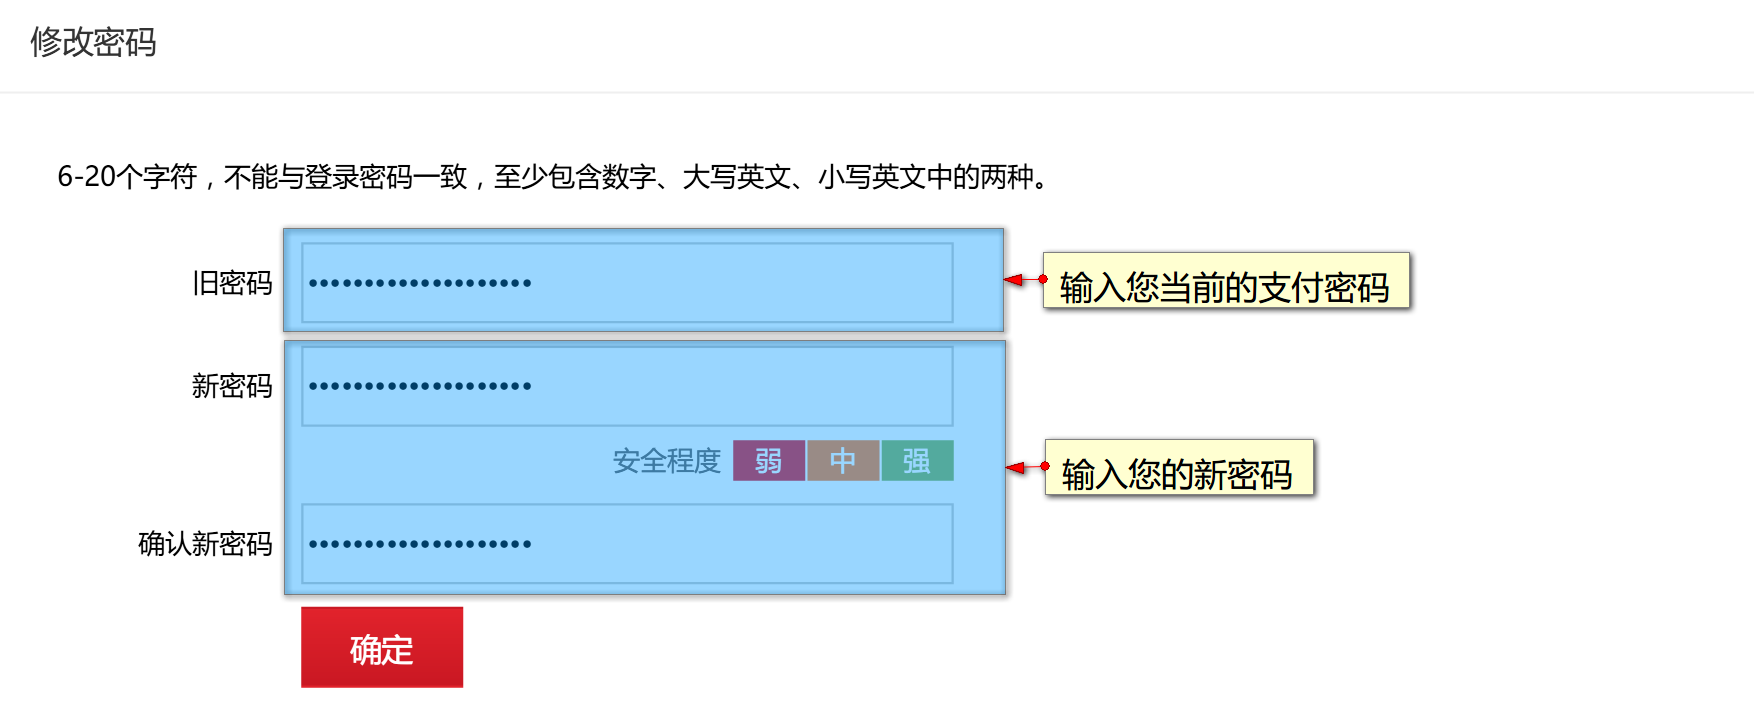 修改密码
6-20个字符，不能与登录密码一致，至少包含数字、大写英文、小写英文中的两种。
旧密码 •••••••••••••••••••• 输入您当前的支付密码
新密码 ••••••••••••••••••••
安全程度 弱 中 强 输入您的新密码
确认新密码 ••••••••••••••••••••
确定